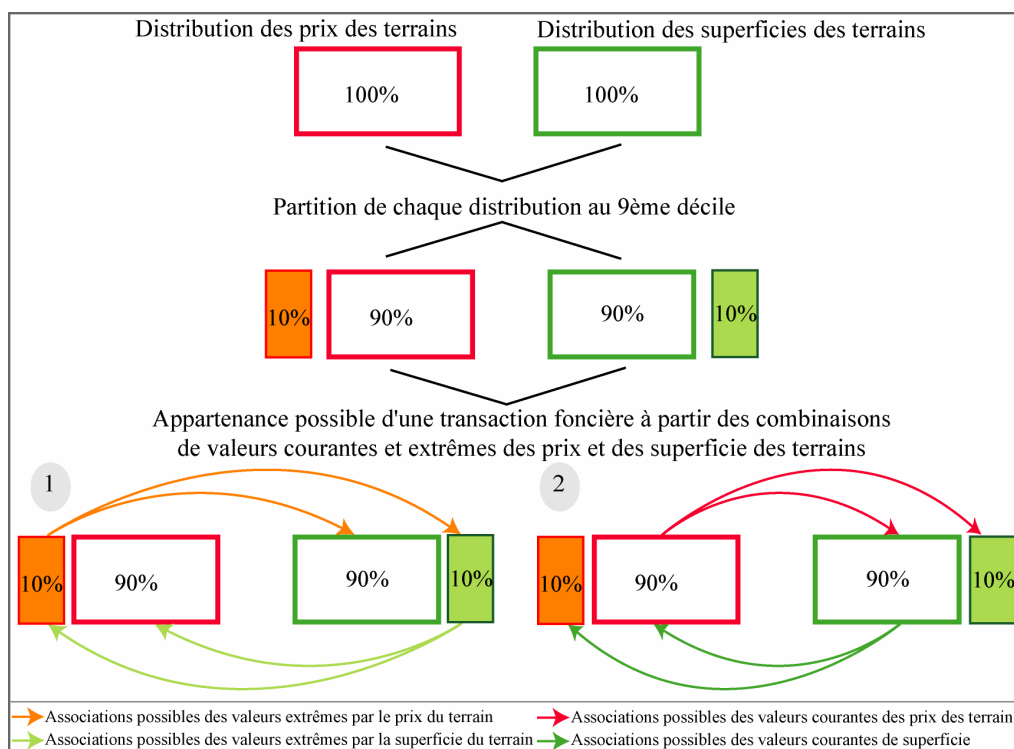 Distribution des prix des terrains
Distribution des superficies des terrains
100%
100%
Partition de chaque distribution au 9ème décile
10%
90%
90%
10%
Appartenance possible d'une transaction foncière à partir des combinaisons
de valeurs courantes et extrêmes des prix et des superficie des terrains
1
2
10%
90%
90%
10%
10%
90%
90%
10%
Associations possibles des valeurs extrêmes par le prix du terrain
Associations possibles des valeurs courantes des prix des terrain
Associations possibles des valeurs extrêmes par la superficie du terrain
Associations possibles des valeurs courantes de superficie